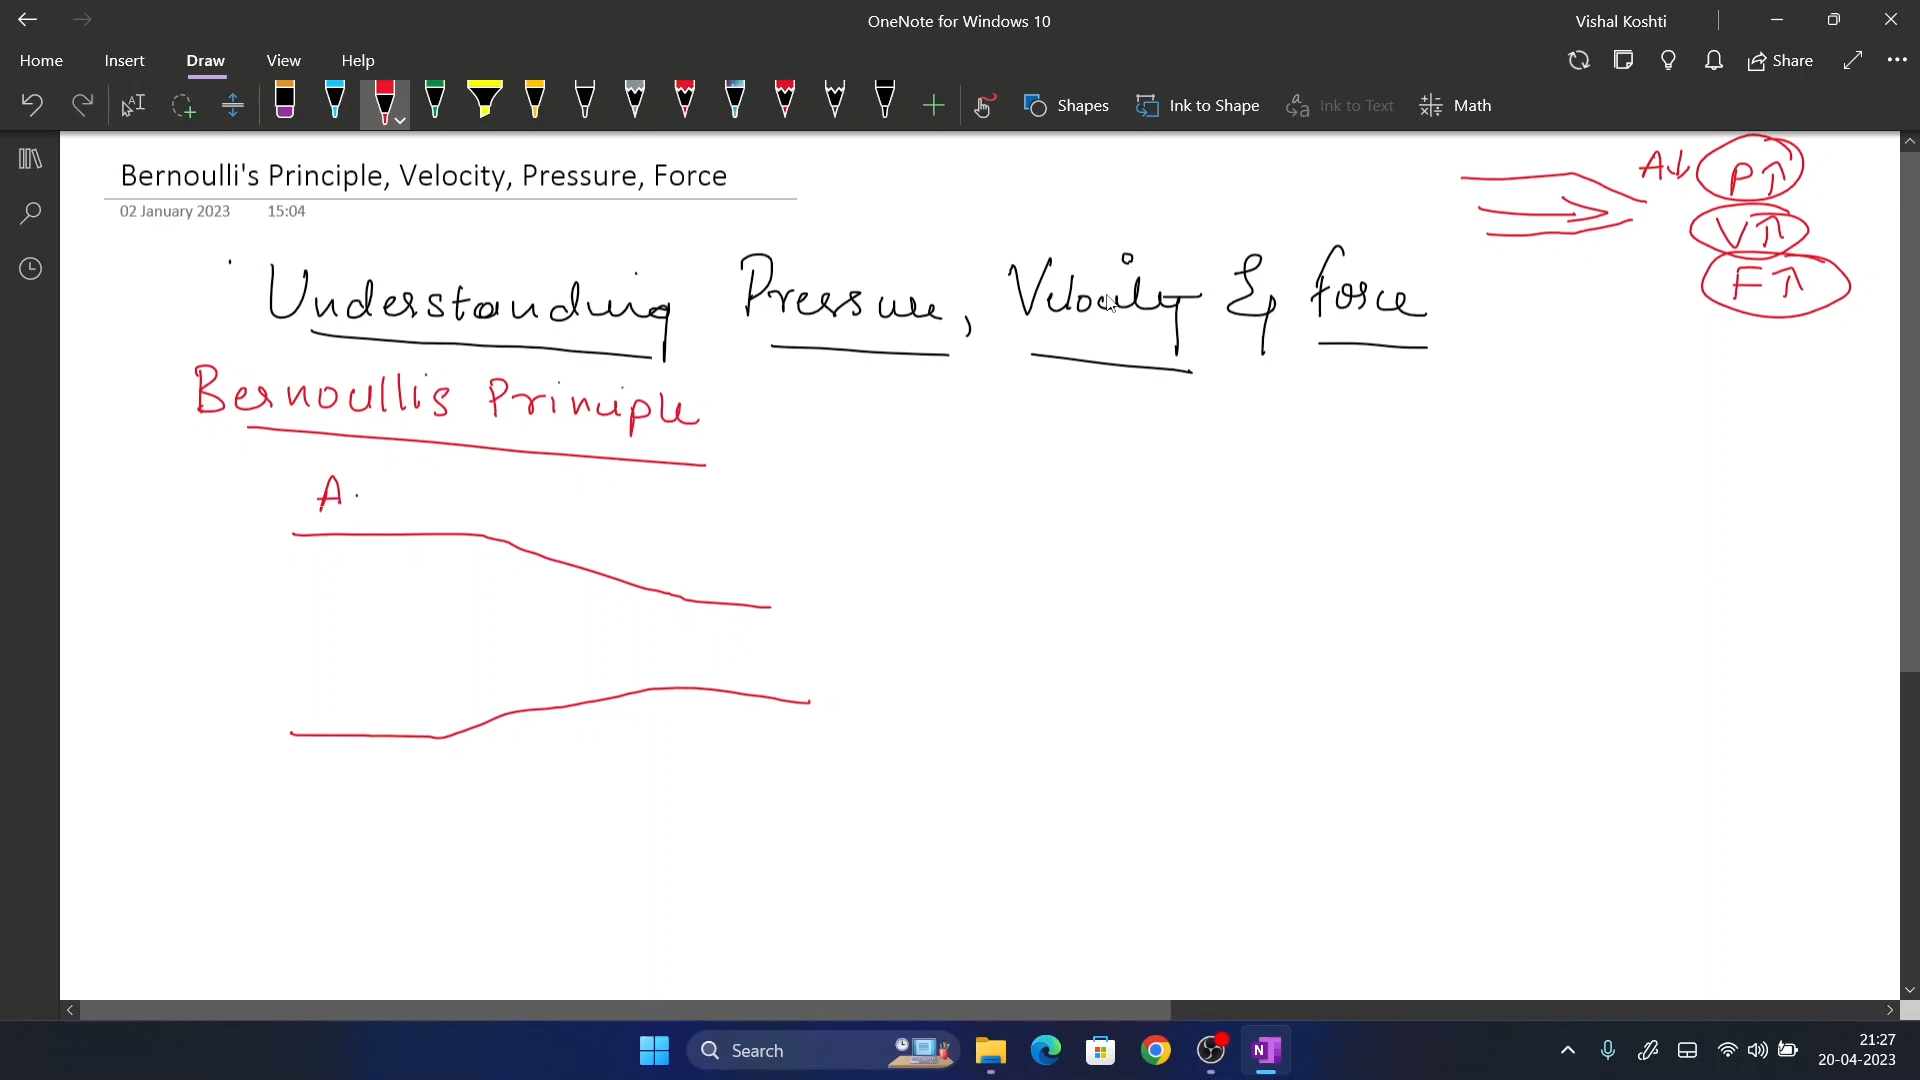 OneNote for Windows 10
Vishal Koshti
Home Insert Draw View Help
Share
Shapes Ink to Shape Ink to Text Math
Bernoulli's Principle, Velocity, Pressure, Force
02 January 2023 15:04
A↓ P↑
V↑
F↑
Understanding Pressure, Velocity & force
Bernoullis Principle
A.
Search
21:27
20-04-2023